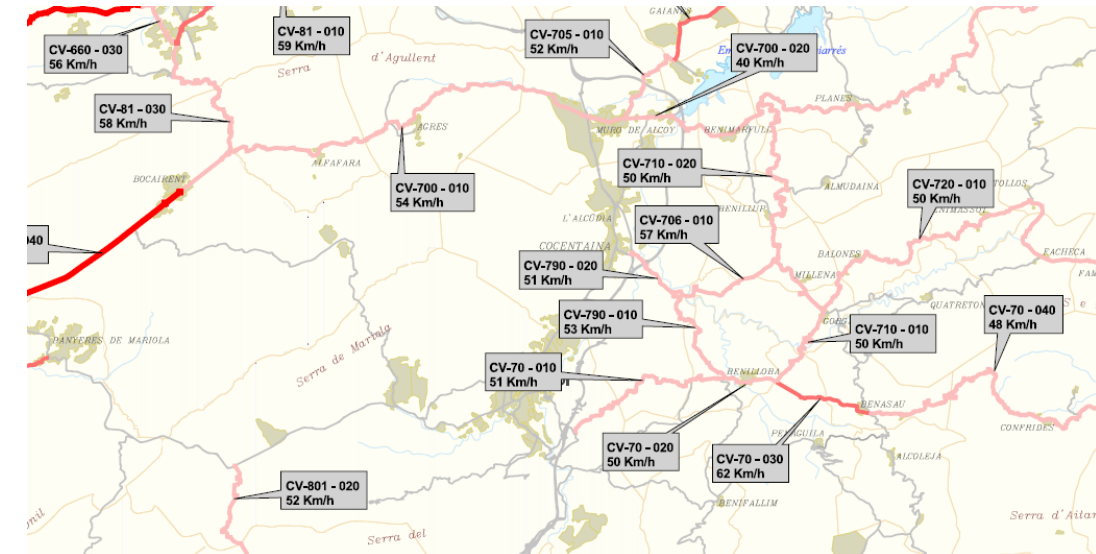 GAIANES
CV-81 - 010
59 Km/h
CV-660 - 030
56 Km/h
CV-705 - 010
52 Km/h
CV-700 - 020
40 Km/h
Serra
d'Agullent
CV-81 - 030
58 Km/h
PLANES
AGRES
MURO DE ALCOY
BENIMARFULL
ALFAFARA
BOCAIRENT
CV-700 - 010
54 Km/h
CV-710 - 020
50 Km/h
ALMUDAINA
CV-720 - 010
50 Km/h
TOLLOS
BENILLUP
L'ALCÚDIA
CV-706 - 010
57 Km/h
COCENTAINA
BALONES
FACHECA
FAM
MILLENA
040
CV-790 - 020
51 Km/h
QUATRETON
CV-70 - 040
48 Km/h
S e
CV-790 - 010
53 Km/h
GORGA
CV-710 - 010
50 Km/h
BANYERES DE MARIOLA
Serra de Mariola
CV-70 - 010
51 Km/h
BENILLOBA
BENASAU
CONFRIDES
PENAGUILA
CV-70 - 020
50 Km/h
CV-70 - 030
62 Km/h
ALCOLEJA
CV-801 - 020
52 Km/h
BENIFALLIM
Serra d'Aitan
Serra del